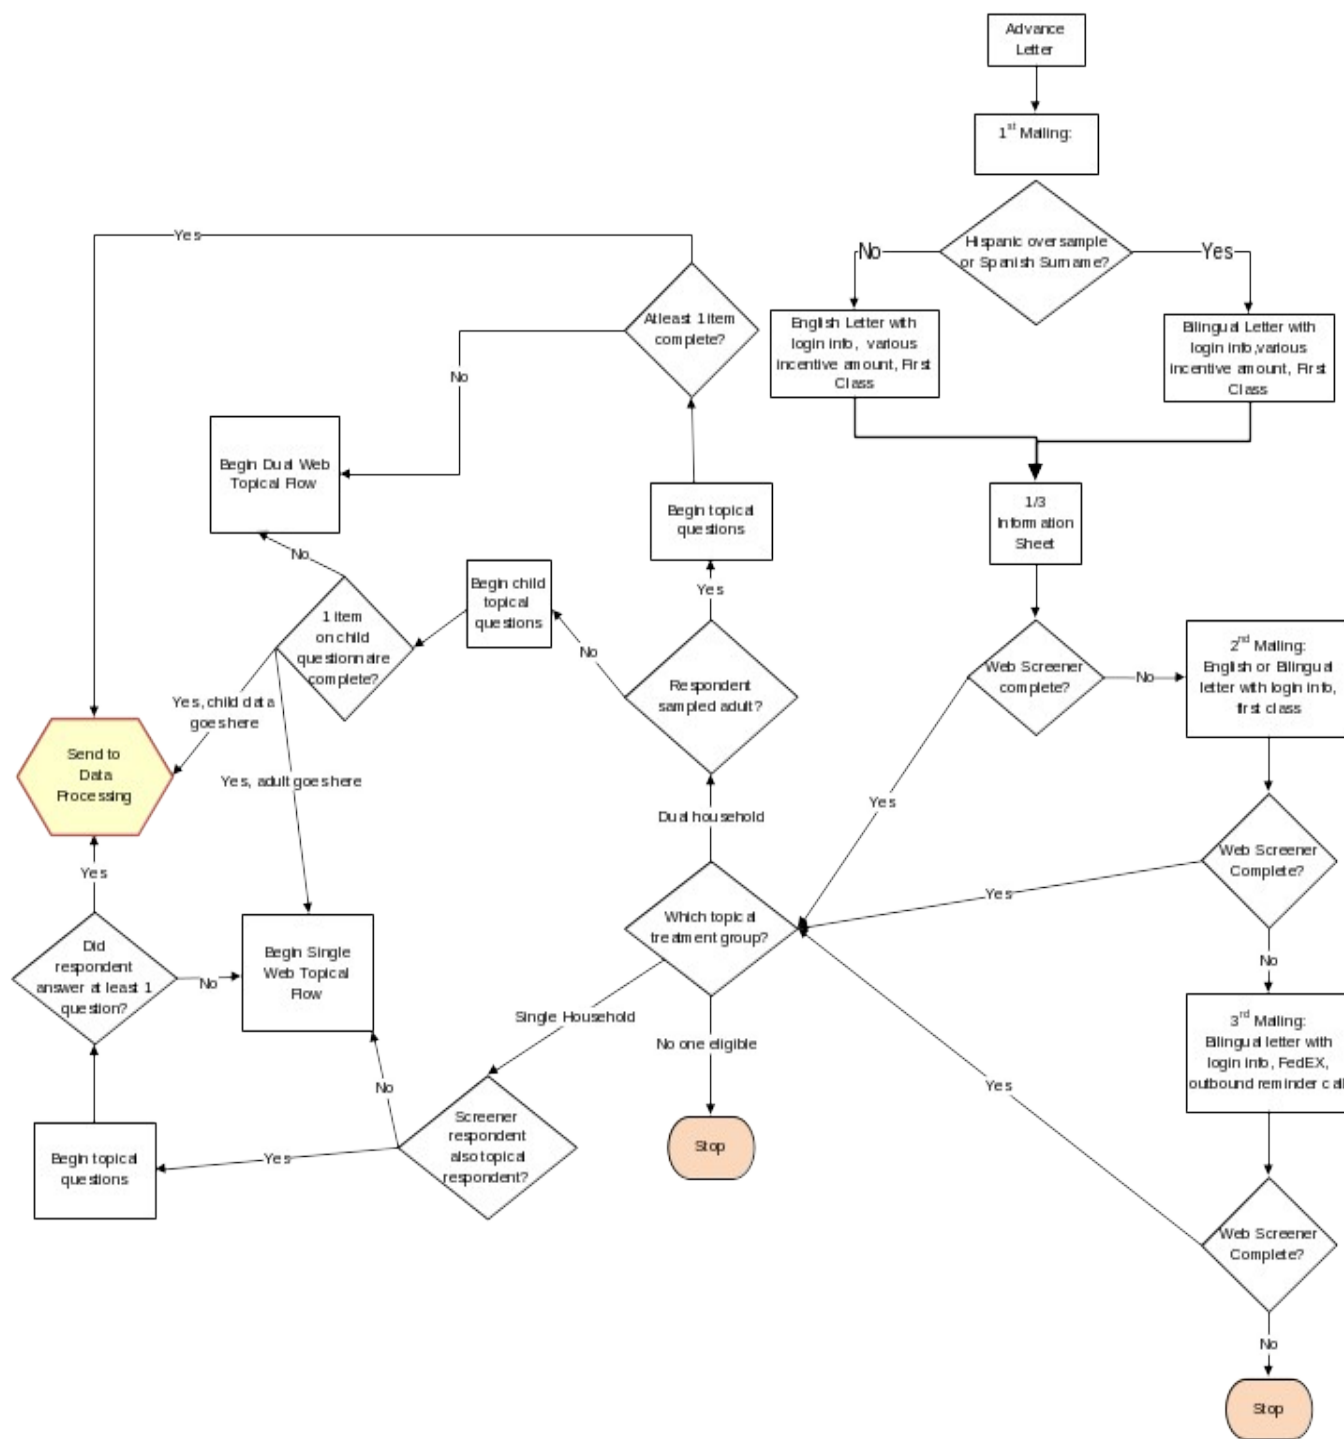 Advance
Letter
1st Mailing:
Hispanic oversample
or Spanish Surname?
No
Yes
English Letter with
login info, various
incentive amount, First
Class
Bilingual Letter with
login info,various
incentive amount, First
Class
1/3
Information
Sheet
Web Screener
complete?
No
Yes
2nd Mailing:
English or Bilingual
letter with login info,
first class
Web Screener
Complete?
Yes
No
3rd Mailing:
Bilingual letter with
login info, FedEX,
outbound reminder call
Yes
Web Screener
Complete?
No
Stop
Which topical
treatment group?
Dual household
Single Household
No one eligible
Stop
Respondent
sampled adult?
Yes
No
Begin topical
questions
At least 1 item
complete?
Yes
No
Begin Dual Web
Topical Flow
No
Begin child
topical
questions
1 item
on child
questionnaire
complete?
Yes, child data
goes here
Yes, adult goes here
Send to
Data
Processing
Yes
Did
respondent
answer at least 1
question?
No
Begin Single
Web Topical
Flow
No
Screener
respondent
also topical
respondent?
Yes
Begin topical
questions